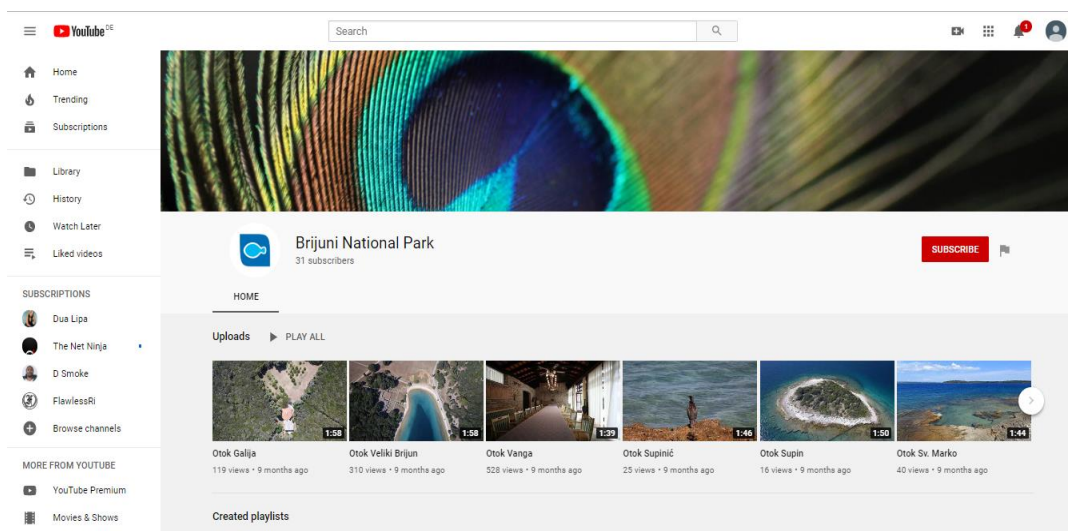 YouTube DE
Search
1
Home
Trending
Subscriptions
Library
History
Watch Later
Liked videos
SUBSCRIPTIONS
Dua Lipa
The Net Ninja
D Smoke
FlawlessRi
Browse channels
MORE FROM YOUTUBE
YouTube Premium
Movies & Shows
Brijuni National Park
31 subscribers
SUBSCRIBE
HOME
Uploads PLAY ALL
1:58
Otok Galija
119 views • 9 months ago
1:58
Otok Veliki Brijun
310 views • 9 months ago
1:39
Otok Vanga
528 views • 9 months ago
1:46
Otok Supinić
25 views • 9 months ago
1:50
Otok Supin
16 views • 9 months ago
1:44
Otok Sv. Marko
40 views • 9 months ago
Created playlists